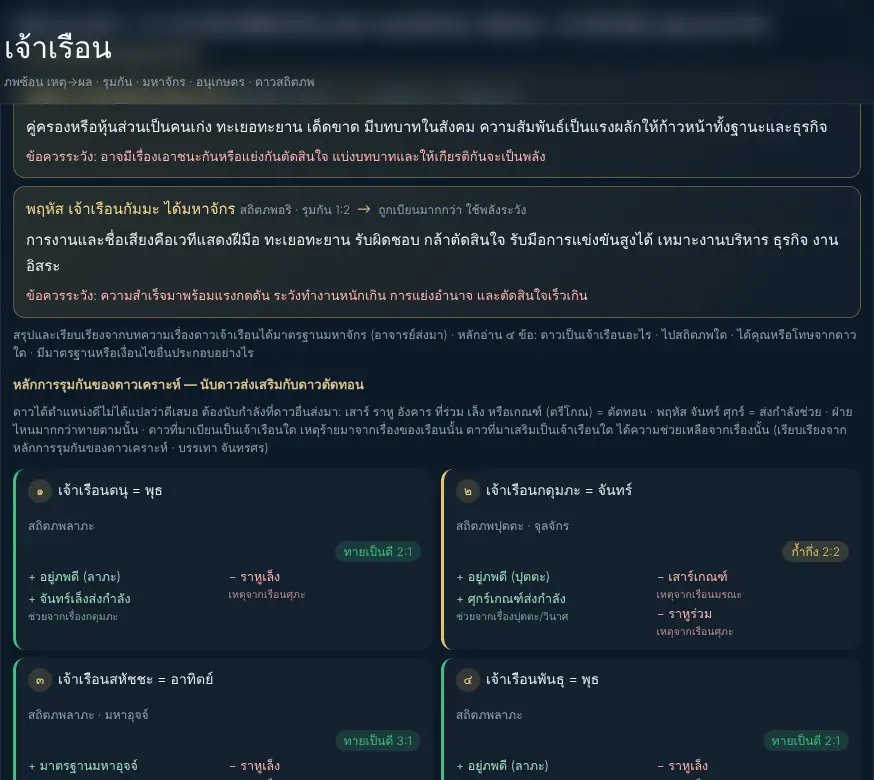 เจ้าเรือน
ภพซ้อน เหตุ→ผล · รุมกัน · มหาจักร · อนุเกษตร · ดาวสถิตภพ
คู่ครองหรือหุ้นส่วนเป็นคนเก่ง ทะเยอทะยาน เด็ดขาด มีบทบาทในสังคม ความสัมพันธ์เป็นแรงผลักให้ก้าวหน้าทั้งฐานะและธุรกิจ
ข้อควรระวัง: อาจมีเรื่องเอาชนะกันหรือแย่งกันตัดสินใจ แบ่งบทบาทและให้เกียรติกันจะเป็นพลัง
พฤหัส เจ้าเรือนกัมมะ ได้มหาจักร สถิตภพอริ · รุมกัน 1:2 → ถูกเบียนมากกว่า ใช้พลังระวัง
การงานและชื่อเสียงคือเวทีแสดงฝีมือ ทะเยอทะยาน รับผิดชอบ กล้าตัดสินใจ รับมือการแข่งขันสูงได้ เหมาะงานบริหาร ธุรกิจ งาน
อิสระ
ข้อควรระวัง: ความสำเร็จมาพร้อมแรงกดดัน ระวังทำงานหนักเกิน การแย่งอำนาจ และตัดสินใจเร็วเกิน
สรุปและเรียบเรียงจากบทความเรื่องดาวเจ้าเรือนได้มาตรฐานมหาจักร (อาจารย์ส่งมา) · หลักอ่าน ๔ ข้อ: ดาวเป็นเจ้าเรือนอะไร · ไปสถิตภพใด · ได้คุณหรือโทษจากดาว
ใด · มีมาตรฐานหรือเงื่อนไขอื่นประกอบอย่างไร
หลักการรุมกันของดาวเคราะห์ — นับดาวส่งเสริมกับดาวตัดทอน
ดาวได้ตำแหน่งดีไม่ได้แปลว่าดีเสมอ ต้องนับกำลังที่ดาวอื่นส่งมา: เสาร์ ราหู อังคาร ที่ร่วม เล็ง หรือเกณฑ์ (ตรีโกณ) = ตัดทอน · พฤหัส จันทร์ ศุกร์ = ส่งกำลังช่วย · ฝ่าย
ไหนมากกว่าทายตามนั้น · ดาวที่มาเบียนเป็นเจ้าเรือนใด เหตุร้ายมาจากเรื่องของเรือนนั้น ดาวที่มาเสริมเป็นเจ้าเรือนใด ได้ความช่วยเหลือจากเรื่องนั้น (เรียบเรียงจาก
หลักการรุมกันของดาวเคราะห์ · บรรเทา จันทรศร)
๑ เจ้าเรือนตนุ = พุธ
สถิตภพลาภะ
ทายเป็นดี 2:1
+ อยู่ภพดี (ลาภะ)
+ จันทร์เล็งส่งกำลัง
ช่วยจากเรื่องกดุมภะ
− ราหูเล็ง
เหตุจากเรือนศุภะ
๒ เจ้าเรือนกดุมภะ = จันทร์
สถิตภพปุตตะ · จุลจักร
ก้ำกึ่ง 2:2
+ อยู่ภพดี (ปุตตะ)
+ ศุกร์เกณฑ์ส่งกำลัง
ช่วยจากเรื่องปุตตะ/วินาศ
− เสาร์เกณฑ์
เหตุจากเรือนมรณะ
− ราหูร่วม
เหตุจากเรือนศุภะ
๓ เจ้าเรือนสหัชชะ = อาทิตย์
สถิตภพลาภะ · มหาอุจจ์
ทายเป็นดี 3:1
+ มาตรฐานมหาอุจจ์
− ราหูเล็ง
๔ เจ้าเรือนพันธุ = พุธ
สถิตภพลาภะ
ทายเป็นดี 2:1
+ อยู่ภพดี (ลาภะ)
− ราหูเล็ง